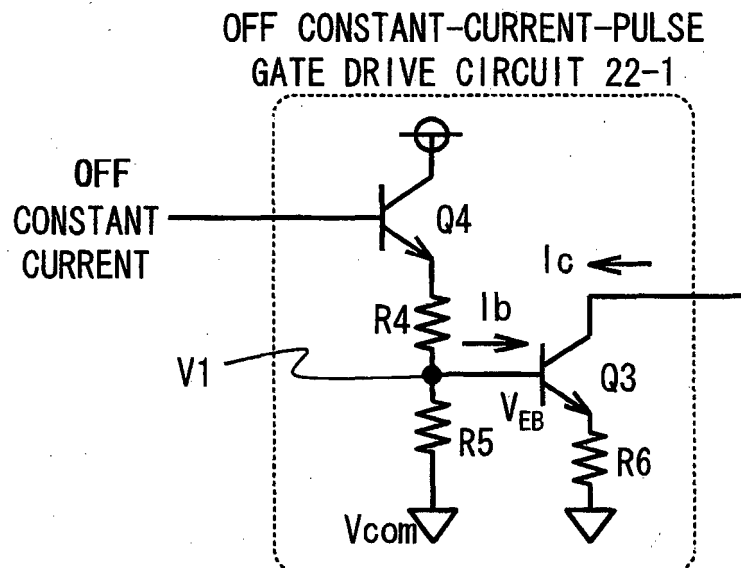 OFF CONSTANT-CURRENT-PULSE
GATE DRIVE CIRCUIT 22-1
OFF
CONSTANT
CURRENT
Q4
Ic
R4
Ib
V1
Q3
VEB
R5
R6
Vcom